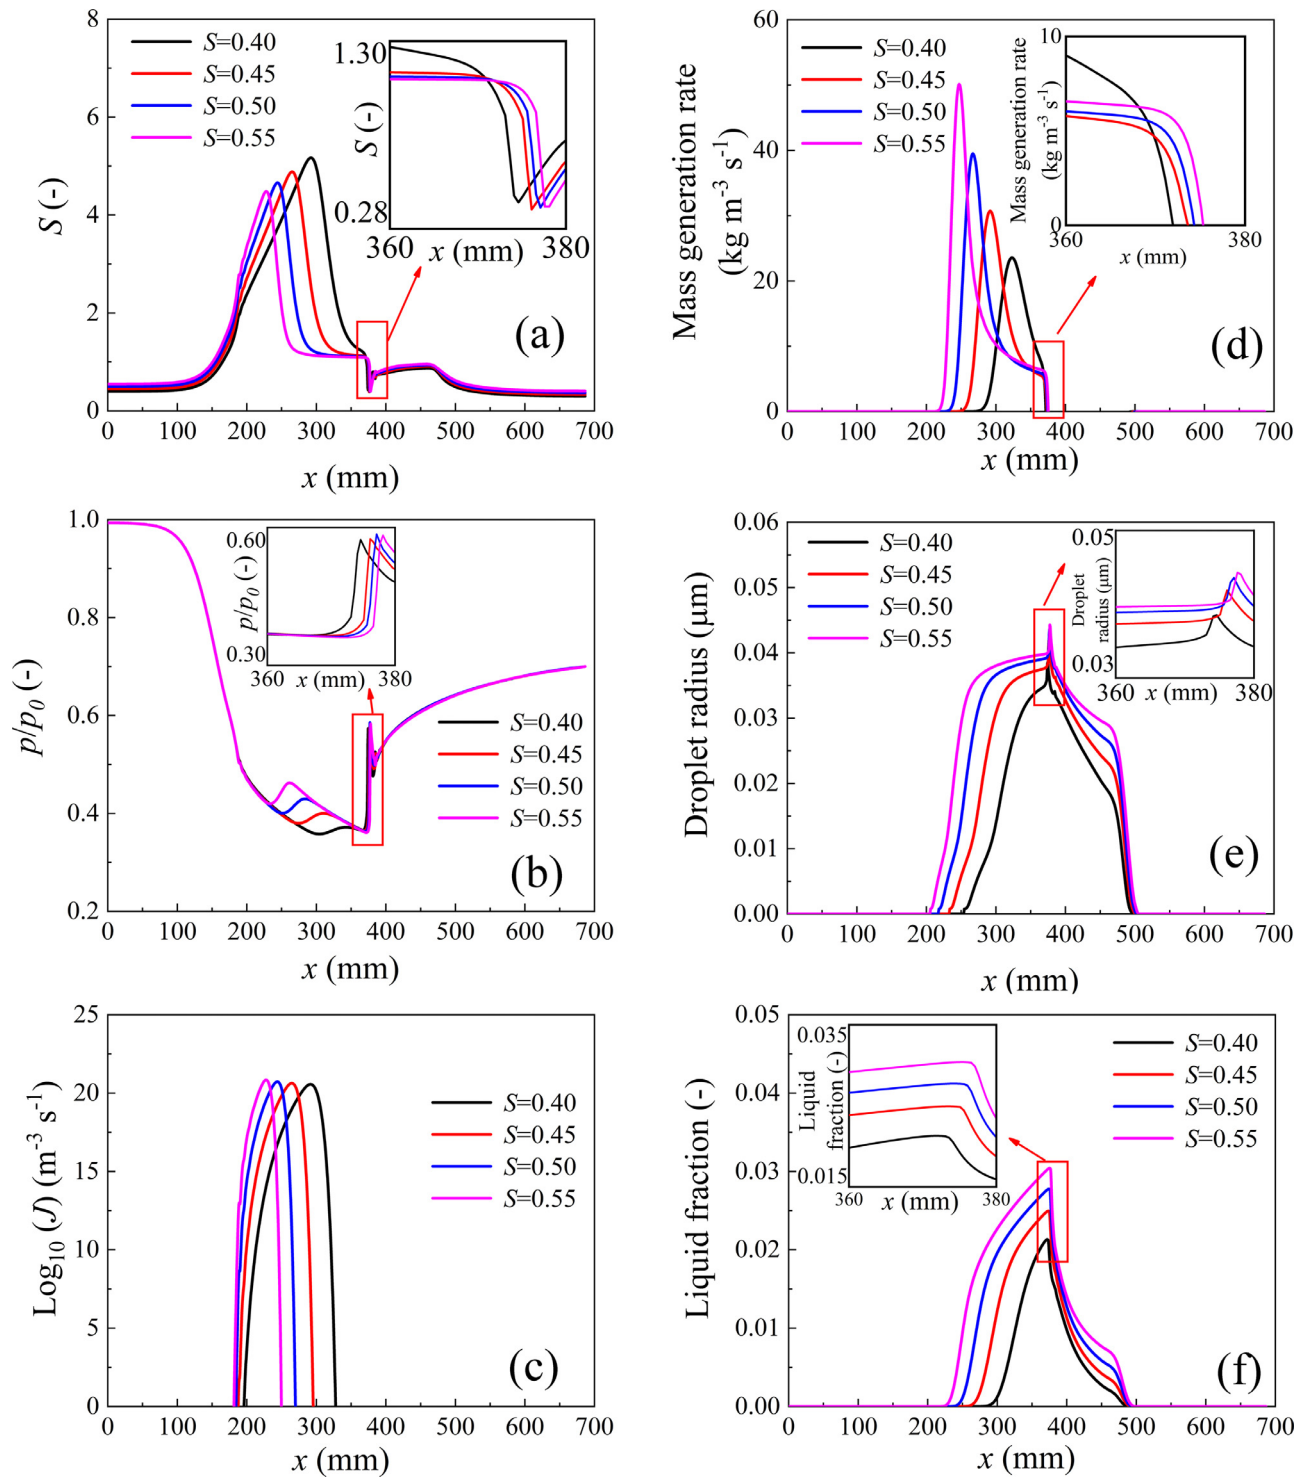 8
6
4
2
0
S (-)
S=0.40
S=0.45
S=0.50
S=0.55
1.30
0.28
S (-)
360
380
x (mm)
(a)
0 100 200 300 400 500 600 700
x (mm)
60
40
20
0
Mass generation rate
(kg m-3 s-1)
S=0.40
S=0.45
S=0.50
S=0.55
10
0
Mass generation rate
(kg m-3 s-1)
360
380
x (mm)
(d)
0 100 200 300 400 500 600 700
x (mm)
1.0
0.8
0.6
0.4
0.2
p/p0 (-)
0.60
0.30
p/p0 (-)
360
380
x (mm)
S=0.40
S=0.45
S=0.50
S=0.55
(b)
0 100 200 300 400 500 600 700
x (mm)
0.06
0.05
0.04
0.03
0.02
0.01
0.00
Droplet radius (μm)
S=0.40
S=0.45
S=0.50
S=0.55
0.05
0.03
Droplet
radius (μm)
360
380
x (mm)
(e)
0 100 200 300 400 500 600 700
x (mm)
25
20
15
10
5
0
Log10 (J) (m-3 s-1)
S=0.40
S=0.45
S=0.50
S=0.55
(c)
0 100 200 300 400 500 600 700
x (mm)
0.05
0.04
0.03
0.02
0.01
0.00
Liquid fraction (-)
0.035
0.015
Liquid
fraction (-)
360
380
x (mm)
S=0.40
S=0.45
S=0.50
S=0.55
(f)
0 100 200 300 400 500 600 700
x (mm)